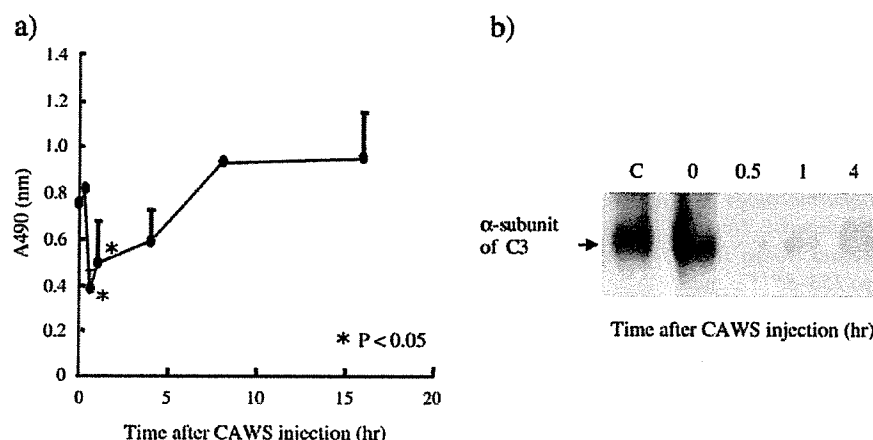 a)
1.4
1.2
1.0
0.8
0.6
0.4
0.2
0
A490 (nm)
*
*
* P < 0.05
0 5 10 15 20
Time after CAWS injection (hr)
b)
C 0 0.5 1 4
α-subunit
of C3
Time after CAWS injection (hr)